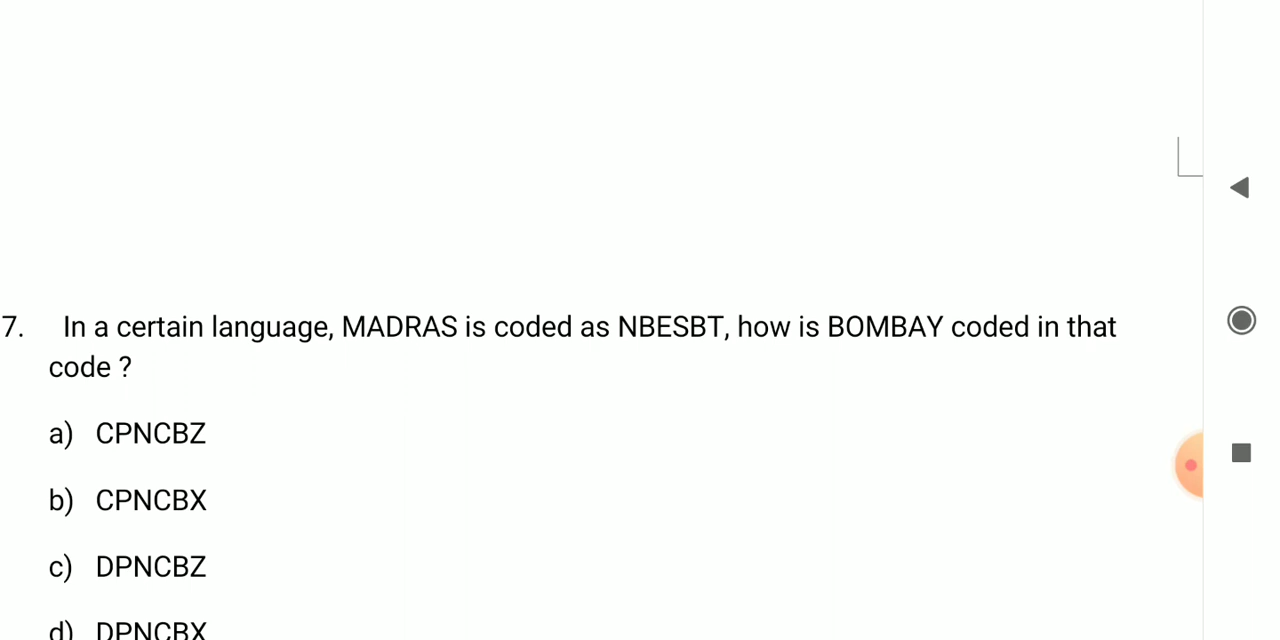 7. In a certain language, MADRAS is coded as NBESBT, how is BOMBAY coded in that
code ?
a) CPNCBZ
b) CPNCBX
c) DPNCBZ
d) DPNCBX